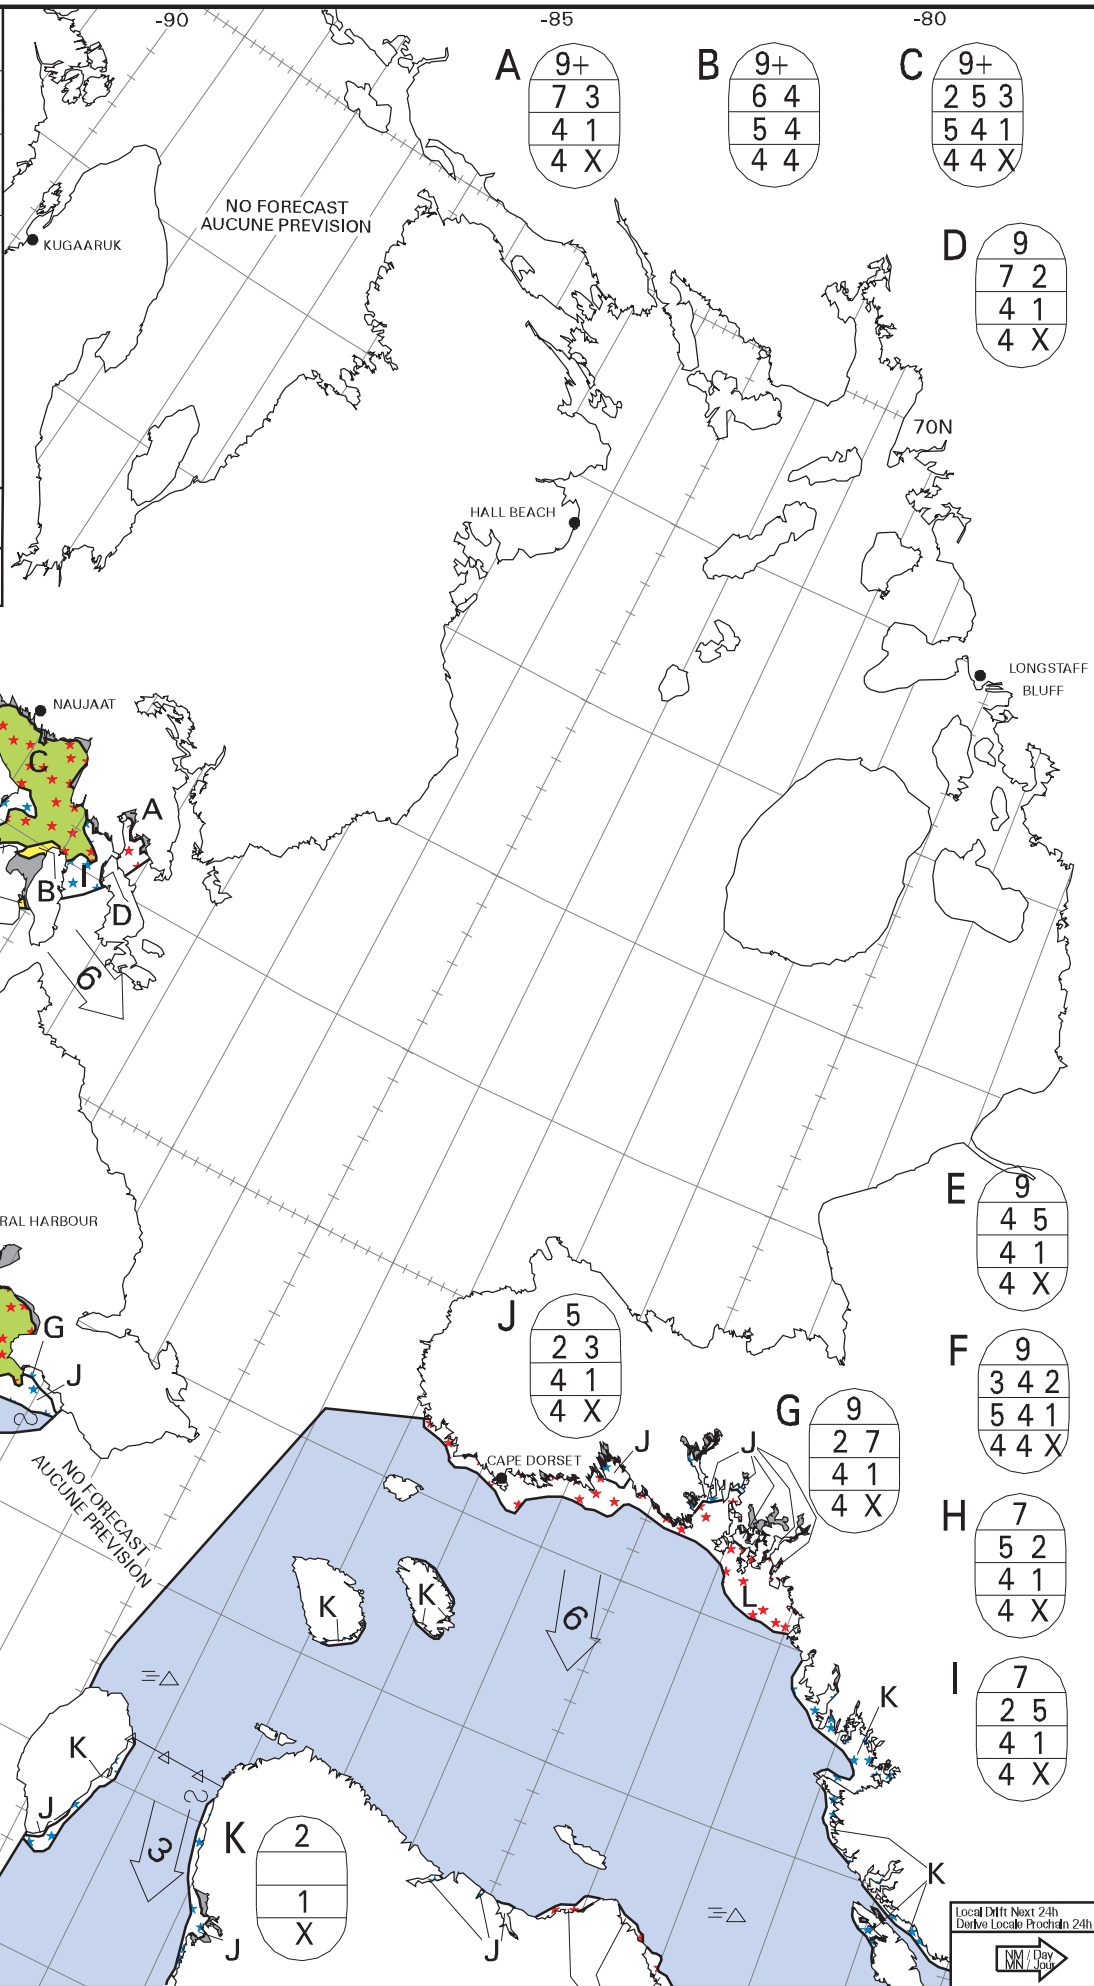 -90
-85
-80
A
9+
7 3
4 1
4 X
B
9+
6 4
5 4
4 4
C
9+
2 5 3
5 4 1
4 4 X
NO FORECAST
AUCUNE PREVISION
KUGAARUK
D
9
7 2
4 1
4 X
70N
HALL BEACH
LONGSTAFF
BLUFF
NAUJAAT
C
A
B
I
D
6
E
9
4 5
4 1
4 X
RAL HARBOUR
G
J
J
5
2 3
4 1
4 X
F
9
3 4 2
5 4 1
4 4 X
G
9
2 7
4 1
4 X
J
J
CAPE DORSET
NO FORECAST
AUCUNE PREVISION
H
7
5 2
4 1
4 X
K
K
L
6
I
7
2 5
4 1
4 X
K
K
J
3
K
2
1
X
K
J
J
Local Drift Next 24h
Derive Locale Prochain 24h
NM / Day
MN / Jour